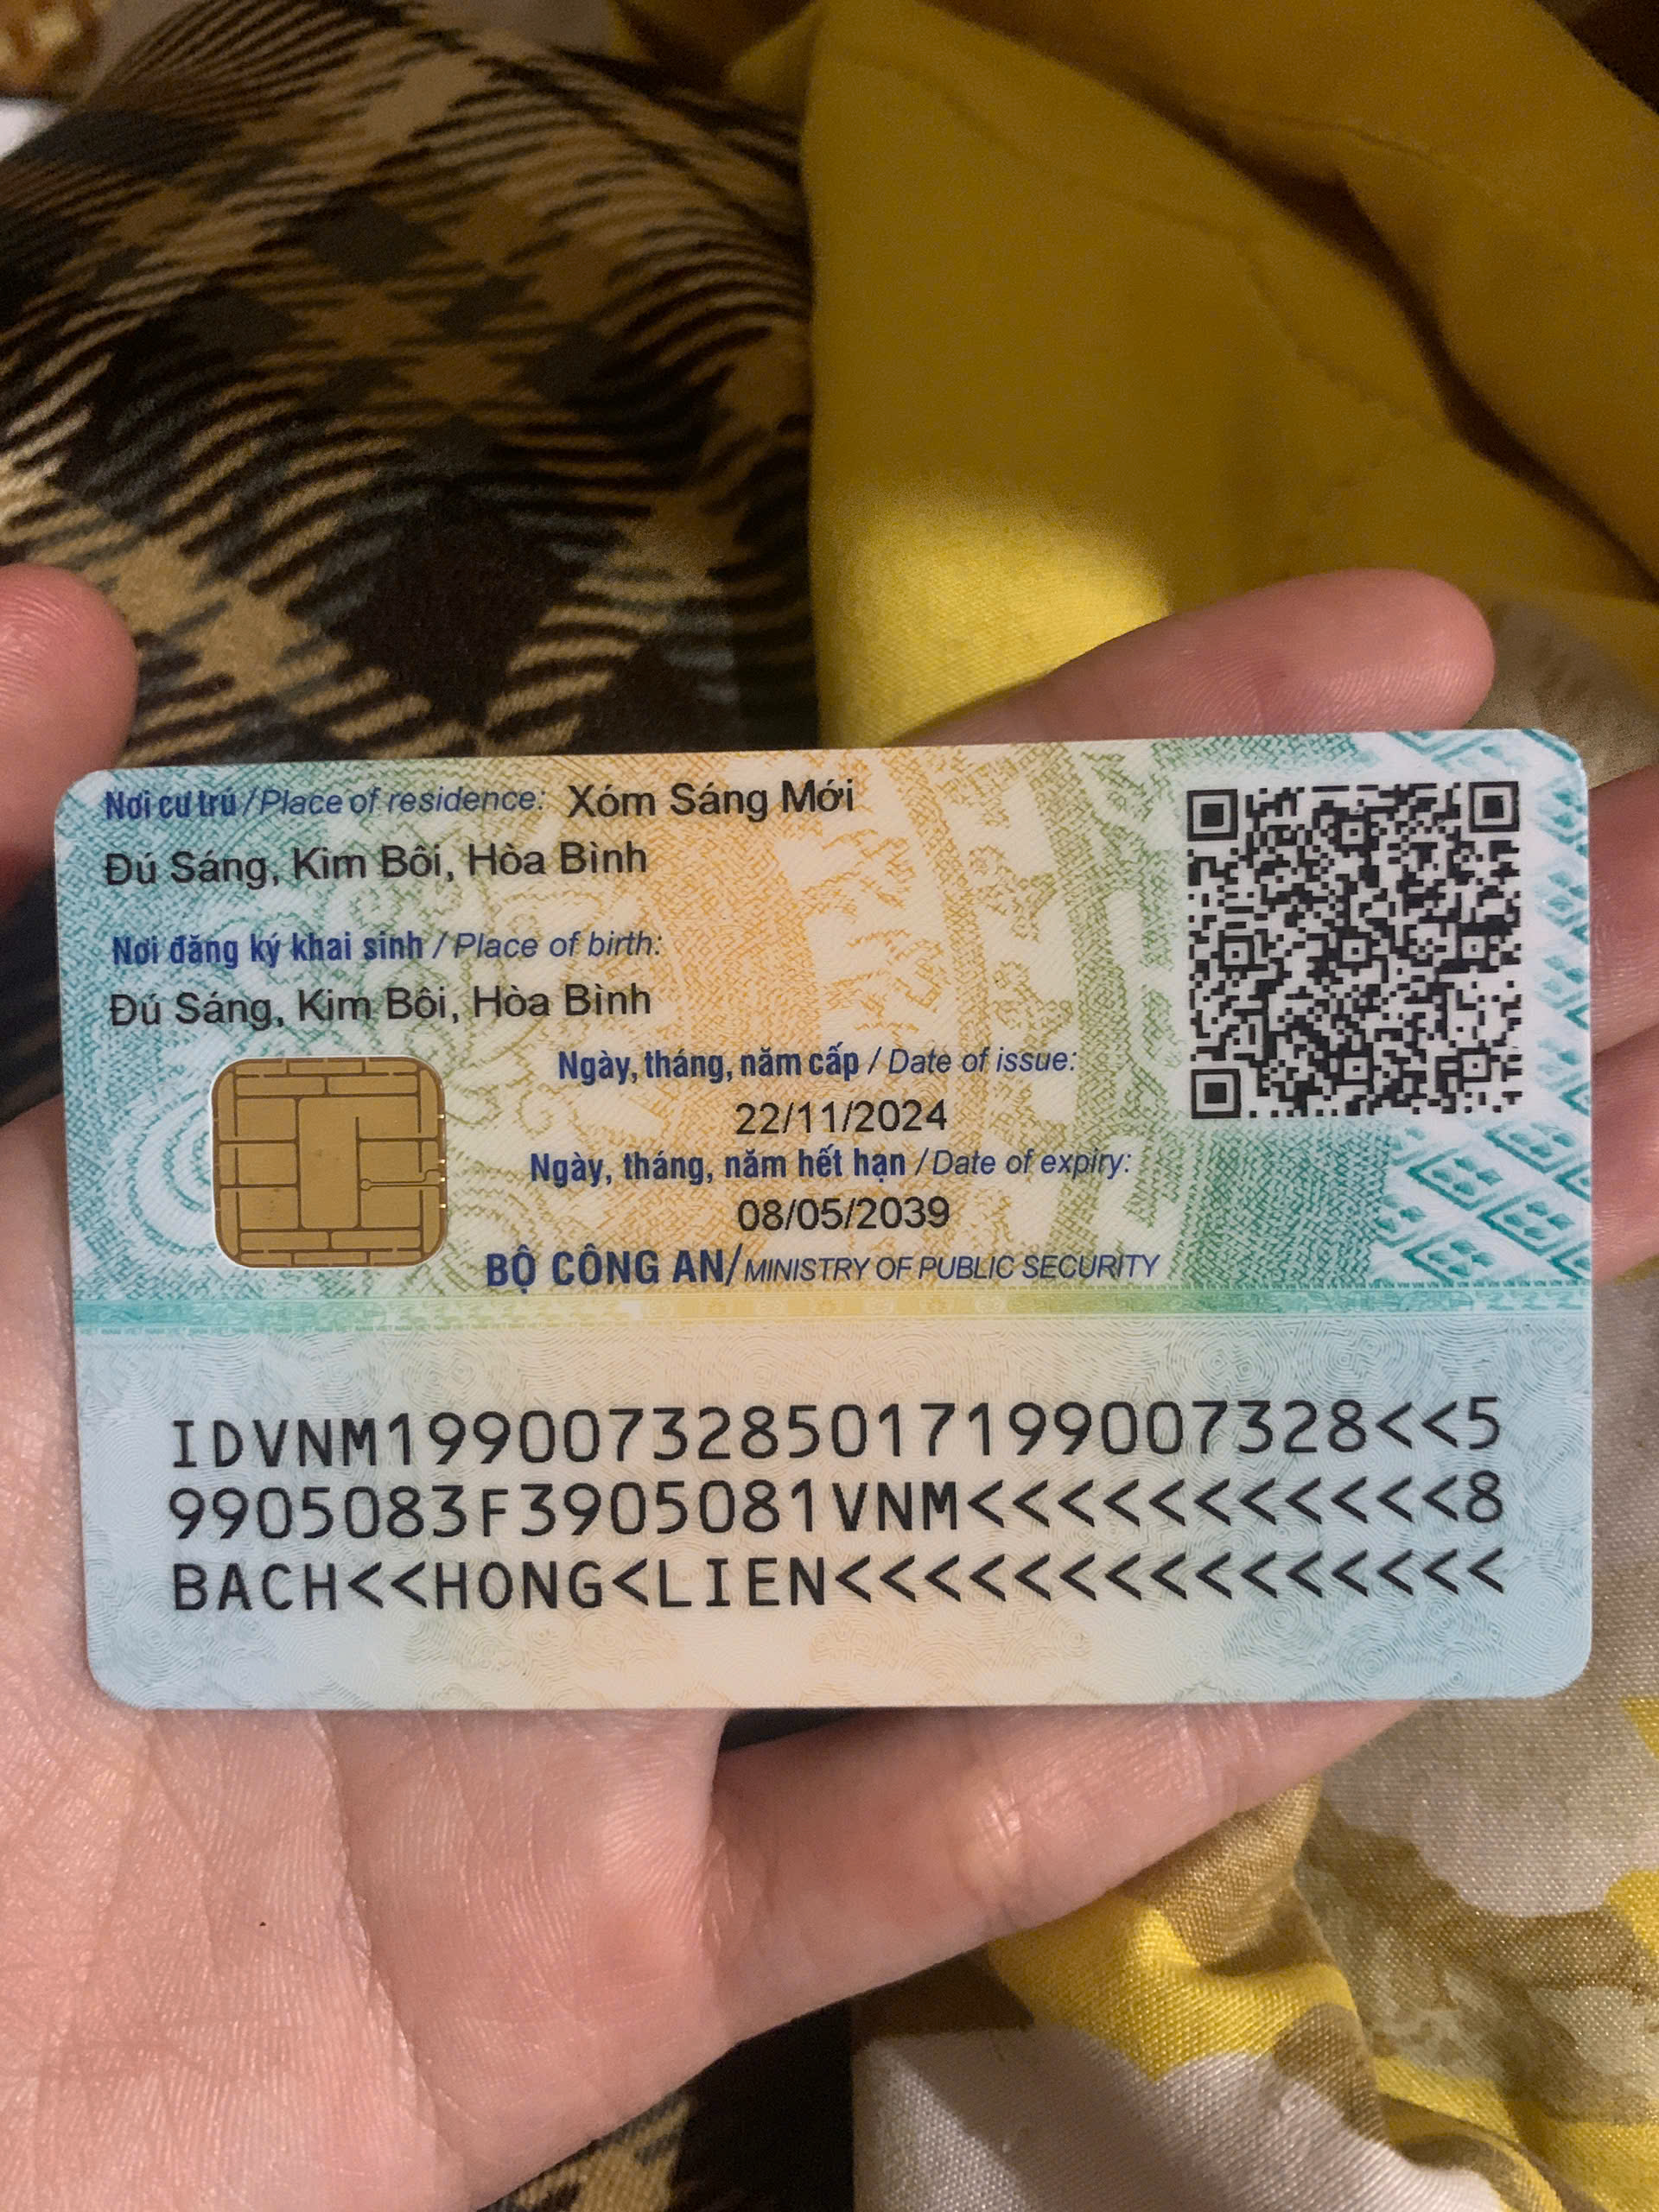 Nơi cư trú / Place of residence: Xóm Sáng Mới
Đú Sáng, Kim Bôi, Hòa Bình
Nơi đăng ký khai sinh / Place of birth:
Đú Sáng, Kim Bôi, Hòa Bình
Ngày, tháng, năm cấp / Date of issue:
22/11/2024
Ngày, tháng, năm hết hạn / Date of expiry:
08/05/2039
BỘ CÔNG AN/MINISTRY OF PUBLIC SECURITY
IDVNM1990073285017199007328<<5
9905083F3905081VNM<<<<<<<<<<<8
BACH<<HONG<LIEN<<<<<<<<<<<<<<<